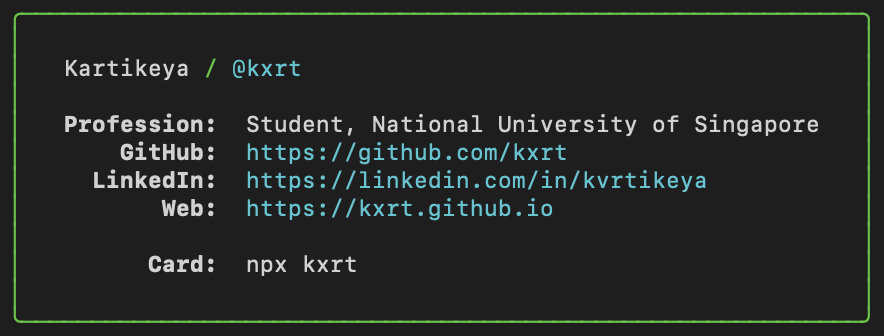 Kartikeya / @kxrt
Profession: Student, National University of Singapore
GitHub: https://github.com/kxrt
LinkedIn: https://linkedin.com/in/kvrtikeya
Web: https://kxrt.github.io
Card: npx kxrt